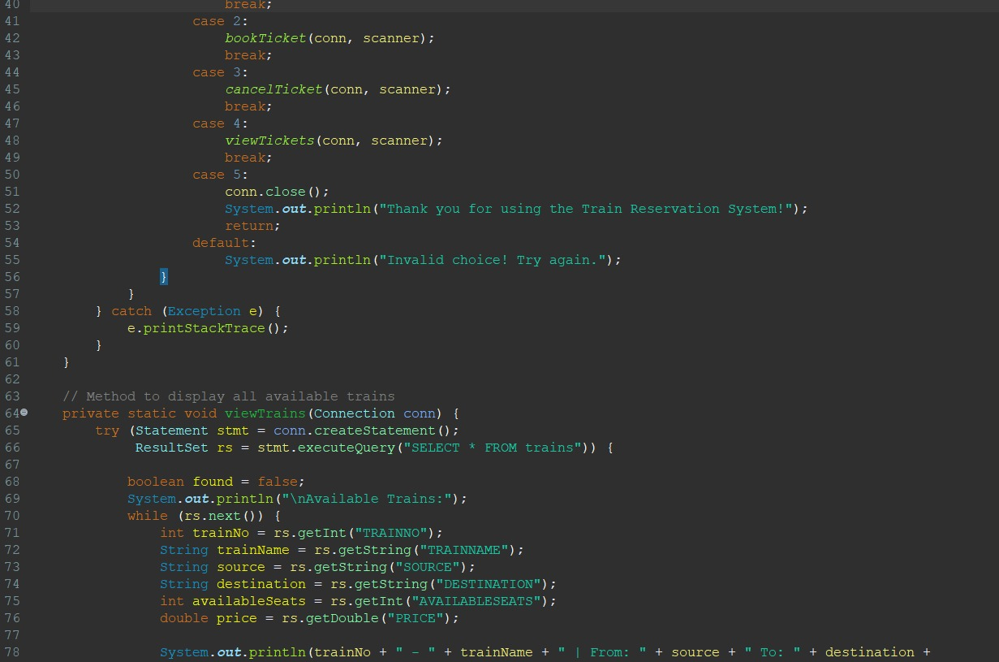 40                         break;
41                     case 2:
42                         bookTicket(conn, scanner);
43                         break;
44                     case 3:
45                         cancelTicket(conn, scanner);
46                         break;
47                     case 4:
48                         viewTickets(conn, scanner);
49                         break;
50                     case 5:
51                         conn.close();
52                         System.out.println("Thank you for using the Train Reservation System!");
53                         return;
54                     default:
55                         System.out.println("Invalid choice! Try again.");
56                 }
57             }
58         } catch (Exception e) {
59             e.printStackTrace();
60         }
61     }
62
63     // Method to display all available trains
64     private static void viewTrains(Connection conn) {
65         try (Statement stmt = conn.createStatement();
66              ResultSet rs = stmt.executeQuery("SELECT * FROM trains")) {
67
68             boolean found = false;
69             System.out.println("\nAvailable Trains:");
70             while (rs.next()) {
71                 int trainNo = rs.getInt("TRAINNO");
72                 String trainName = rs.getString("TRAINNAME");
73                 String source = rs.getString("SOURCE");
74                 String destination = rs.getString("DESTINATION");
75                 int availableSeats = rs.getInt("AVAILABLESEATS");
76                 double price = rs.getDouble("PRICE");
77
78                 System.out.println(trainNo + " - " + trainName + " | From: " + source + " To: " + destination +